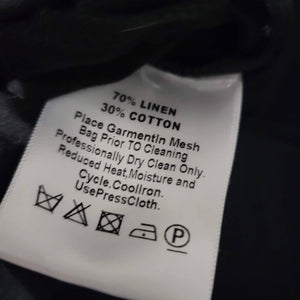 70% LINEN
30% COTTON
Place GarmentIn Mesh
Bag Prior TO Cleaning
Professionally Dry Clean Only.
Reduced Heat,Moisture and
Cycle.CoolIron.
UsePressCloth.
P